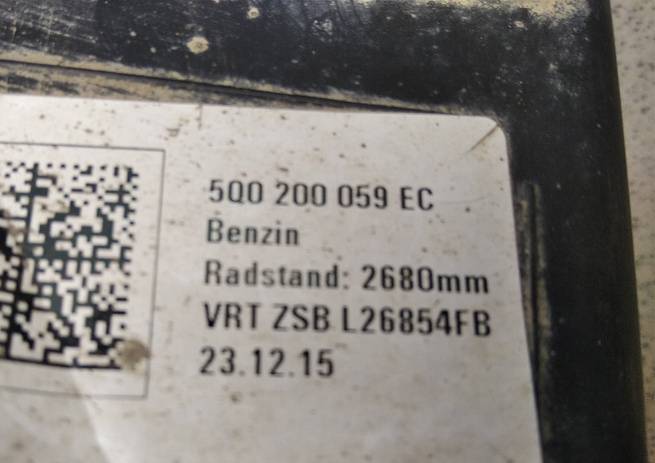 5Q0 200 059 EC
Benzin
Radstand: 2680mm
VRT ZSB L26854FB
23.12.15